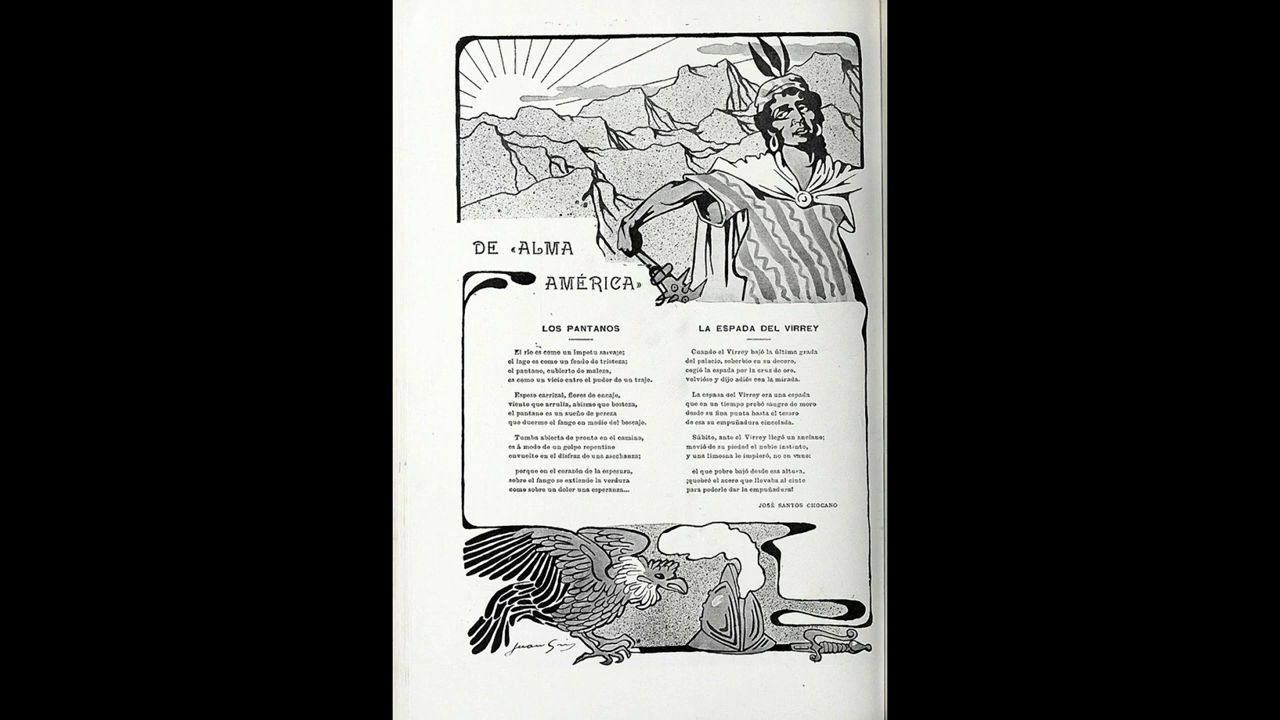 DE «ALMA
AMÉRICA»
LOS PANTANOS
El río es como un ímpetu salvaje;
el lago es como un fondo de tristeza;
el pantano, cubierto de maleza,
es como un vicio entre el pudor de un traje.
Espeso carrizal, flores de encaje,
viento que arrulla, abismo que bosteza,
el pantano es un sueño de pereza
que duerme el fango en medio del boscaje.
Tumba abierta de pronto en el camino,
es á modo de un golpe repentino
envuelto en el disfraz de una asechanza;
porque en el corazón de la espesura,
sobre el fango se extiende la verdura
como sobre un dolor una esperanza...
LA ESPADA DEL VIRREY
Cuando el Virrey bajó la última grada
del palacio, soberbio en su decoro,
cogió la espada por la cruz de oro,
volvióse y dijo adiós con la mirada.
La espada del Virrey era una espada
que en un tiempo probó sangre de moro
desde su fina punta hasta el tesoro
de esa su empuñadura cincelada.
Súbito, ante el Virrey llegó un anciano;
movió de su piedad el noble instinto,
y una limosna le imploró, no en vano:
el que pobre bajó desde esa altura,
¡quebró el acero que llevaba al cinto
para poderle dar la empuñadura!
JOSÉ SANTOS CHOCANO
Juan Gris